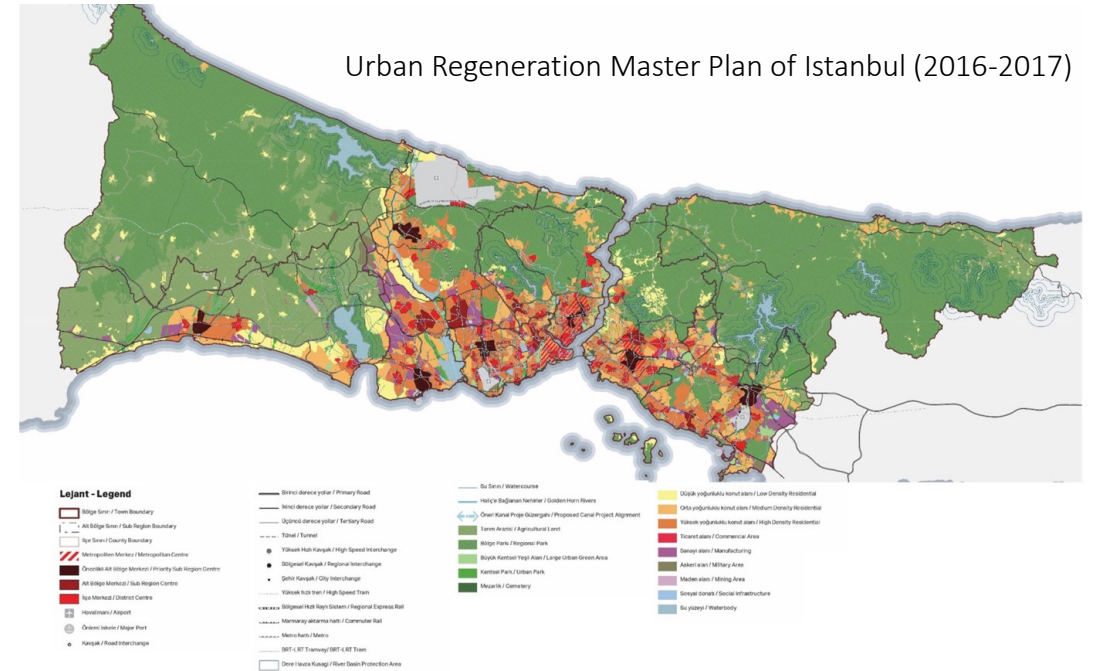 Urban Regeneration Master Plan of Istanbul (2016-2017)
Lejant - Legend
Bölge Sınırı / Town Boundary
Alt Bölge Sınırı / Sub Region Boundary
İlçe Sınırı / County Boundary
Metropoliten Merkez / Metropolitan Centre
Öncelikli Alt Bölge Merkezi / Priority Sub Region Centre
Alt Bölge Merkezi / Sub Region Centre
İlçe Merkezi / District Centre
Havalimanı / Airport
Önemli İskele / Major Port
Kavşak / Road Interchange
Birinci derece yollar / Primary Road
İkinci derece yollar / Secondary Road
Üçüncü derece yollar / Tertiary Road
Tünel / Tunnel
Yüksek Hızlı Kavşak / High Speed Interchange
Bölgesel Kavşak / Regional Interchange
Şehir Kavşak / City Interchange
Yüksek hızlı tren / High Speed Train
Bölgesel Hızlı Raylı Sistem / Regional Express Rail
Marmaray aktarma hattı / Commuter Rail
Metro hattı / Metro
BRT-LRT Tramway/ BRT-LRT Tram
Dere Havza Kuşağı / River Basin Protection Area
Su Sınırı / Watercourse
Haliç'e Bağlanan Nehirler / Golden Horn Rivers
Öneri Kanal Proje Güzergahı / Proposed Canal Project Alignment
Tarım Arazisi / Agricultural Land
Bölge Park / Regional Park
Büyük Kentsel Yeşil Alan / Large Urban Green Area
Kentsel Park / Urban Park
Mezarlık / Cemetery
Düşük yoğunluklu konut alanı / Low Density Residential
Orta yoğunluklu konut alanı / Medium Density Residential
Yüksek yoğunluklu konut alanı / High Density Residential
Ticaret alanı / Commercial Area
Sanayi alanı / Manufacturing
Askeri alan / Military Area
Maden alanı / Mining Area
Sosyal donatı / Social Infrastructure
Su yüzeyi / Waterbody